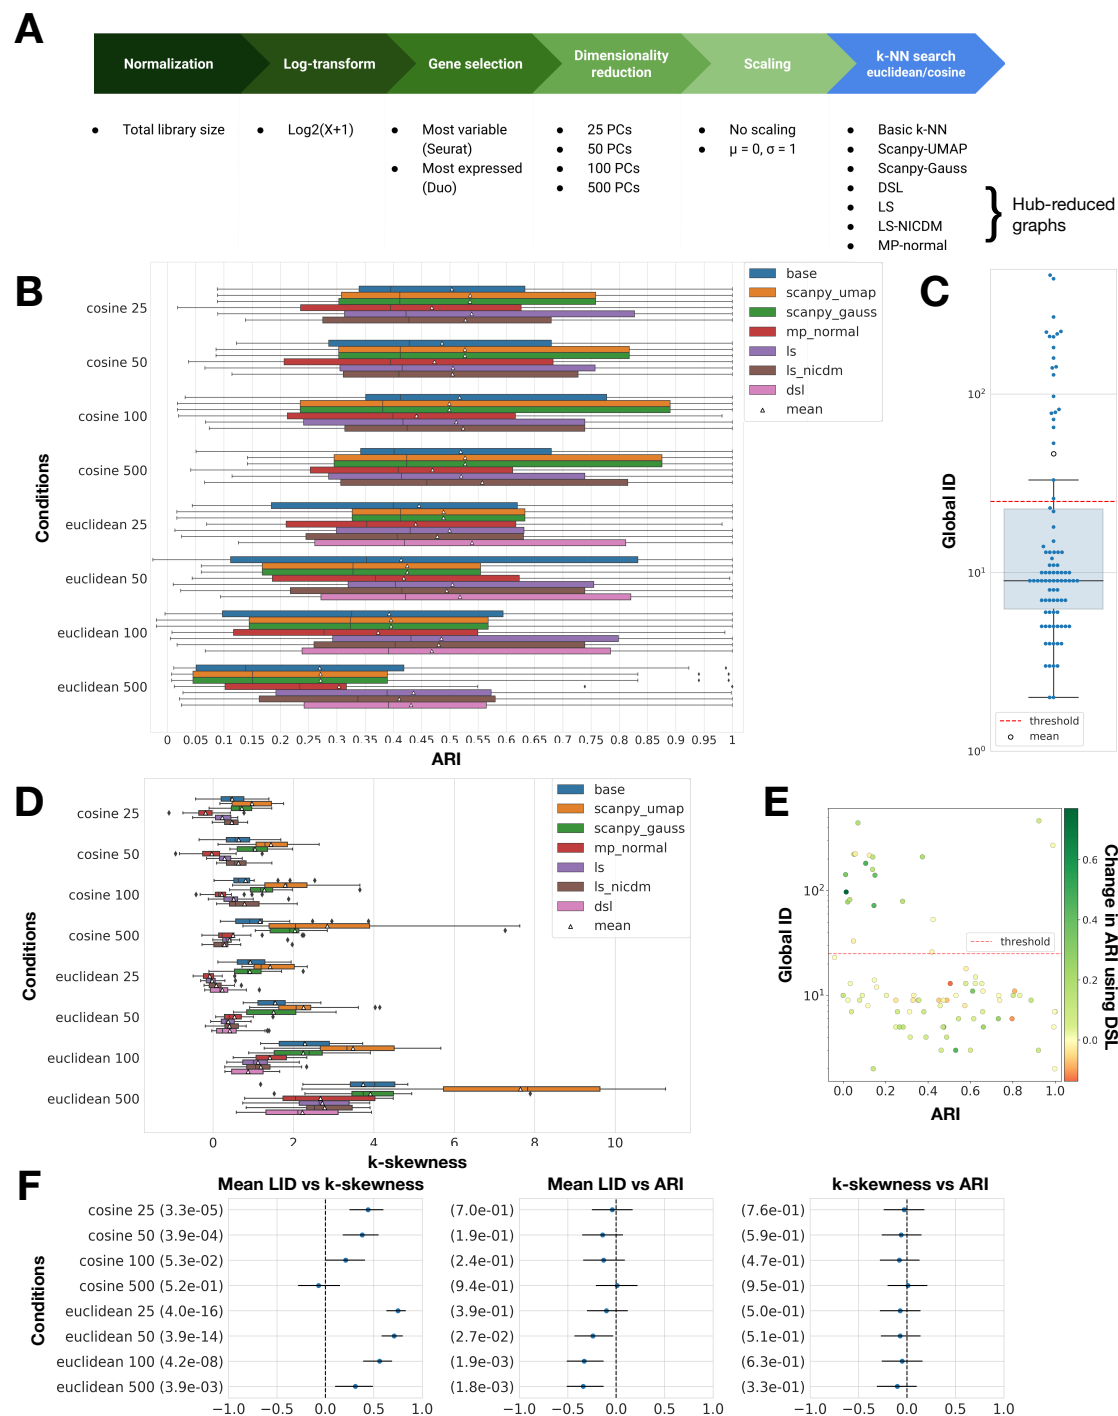 A
Normalization
Log-transform
Gene selection
Dimensionality
reduction
Scaling
k-NN search
euclidean/cosine
● Total library size
● Log2(X+1)
● Most variable
(Seurat)
● Most expressed
(Duo)
● 25 PCs
● 50 PCs
● 100 PCs
● 500 PCs
● No scaling
● μ = 0, σ = 1
● Basic k-NN
● Scanpy-UMAP
● Scanpy-Gauss
● DSL
● LS
● LS-NICDM
● MP-normal
Hub-reduced
graphs
B
Conditions
cosine 25
cosine 50
cosine 100
cosine 500
euclidean 25
euclidean 50
euclidean 100
euclidean 500
0 0.05 0.1 0.15 0.2 0.25 0.3 0.35 0.4 0.45 0.5 0.55 0.6 0.65 0.7 0.75 0.8 0.85 0.9 0.95 1
ARI
base
scanpy_umap
scanpy_gauss
mp_normal
ls
ls_nicdm
dsl
mean
C
Global ID
10²
10¹
10⁰
threshold
mean
D
Conditions
cosine 25
cosine 50
cosine 100
cosine 500
euclidean 25
euclidean 50
euclidean 100
euclidean 500
0 2 4 6 8 10
k-skewness
base
scanpy_umap
scanpy_gauss
mp_normal
ls
ls_nicdm
dsl
mean
E
Global ID
10²
10¹
threshold
0.0 0.2 0.4 0.6 0.8 1.0
ARI
0.6
0.4
0.2
0.0
Change in ARI using DSL
F
Conditions
Mean LID vs k-skewness
cosine 25 (3.3e-05)
cosine 50 (3.9e-04)
cosine 100 (5.3e-02)
cosine 500 (5.2e-01)
euclidean 25 (4.0e-16)
euclidean 50 (3.9e-14)
euclidean 100 (4.2e-08)
euclidean 500 (3.9e-03)
−1.0 −0.5 0.0 0.5 1.0
Mean LID vs ARI
(7.0e-01)
(1.9e-01)
(2.4e-01)
(9.4e-01)
(3.9e-01)
(2.7e-02)
(1.9e-03)
(1.8e-03)
−1.0 −0.5 0.0 0.5 1.0
k-skewness vs ARI
(7.6e-01)
(5.9e-01)
(4.7e-01)
(9.5e-01)
(5.0e-01)
(5.1e-01)
(6.3e-01)
(3.3e-01)
−1.0 −0.5 0.0 0.5 1.0